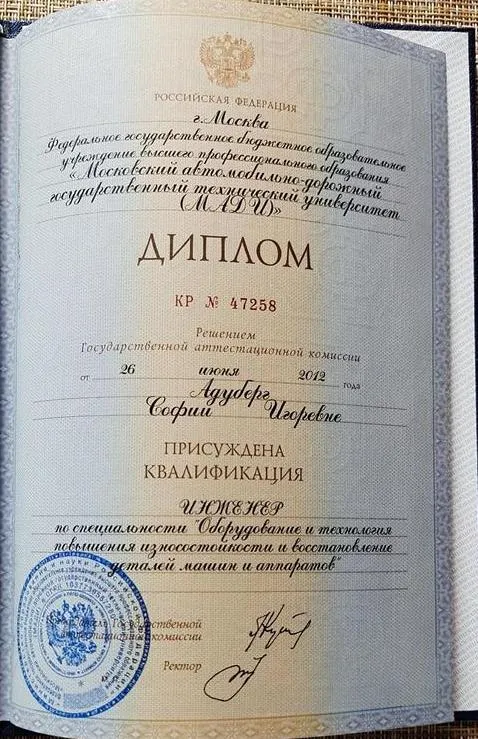 РОССИЙСКАЯ ФЕДЕРАЦИЯ
г.Москва
Федеральное государственное бюджетное образовательное
учреждение высшего профессионального образования
«Московский автомобильно-дорожный
государственный технический университет
(МАДИ)»
ДИПЛОМ
КР № 47258
Решением
Государственной аттестационной комиссии
от 26 июня 2012 года
Адуберг
Софий Игоревне
ПРИСУЖДЕНА
КВАЛИФИКАЦИЯ
ИНЖЕНЕР
по специальности "Оборудование и технология
повышения износостойкости и восстановление
деталей машин и аппаратов"
Государственной
аттестационной комиссии
Ректор